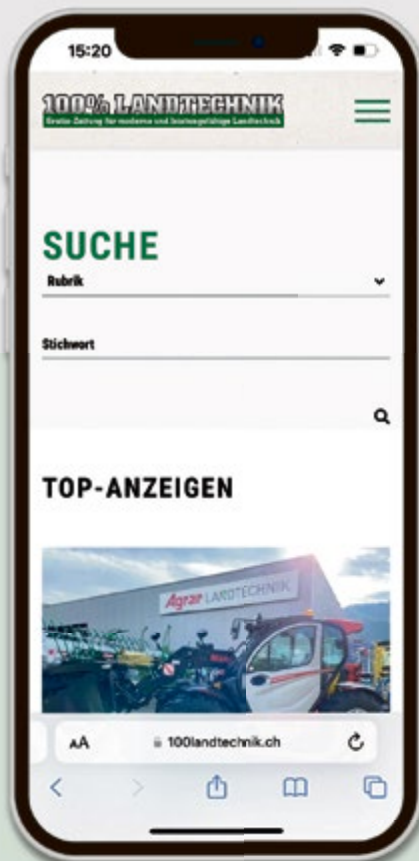 15:20
100% LANDTECHNIK
Gratis-Zeitung für moderne und leistungsfähige Landtechnik
SUCHE
Rubrik
Stichwort
TOP-ANZEIGEN
Agrar LANDTECHNIK
AA 100landtechnik.ch